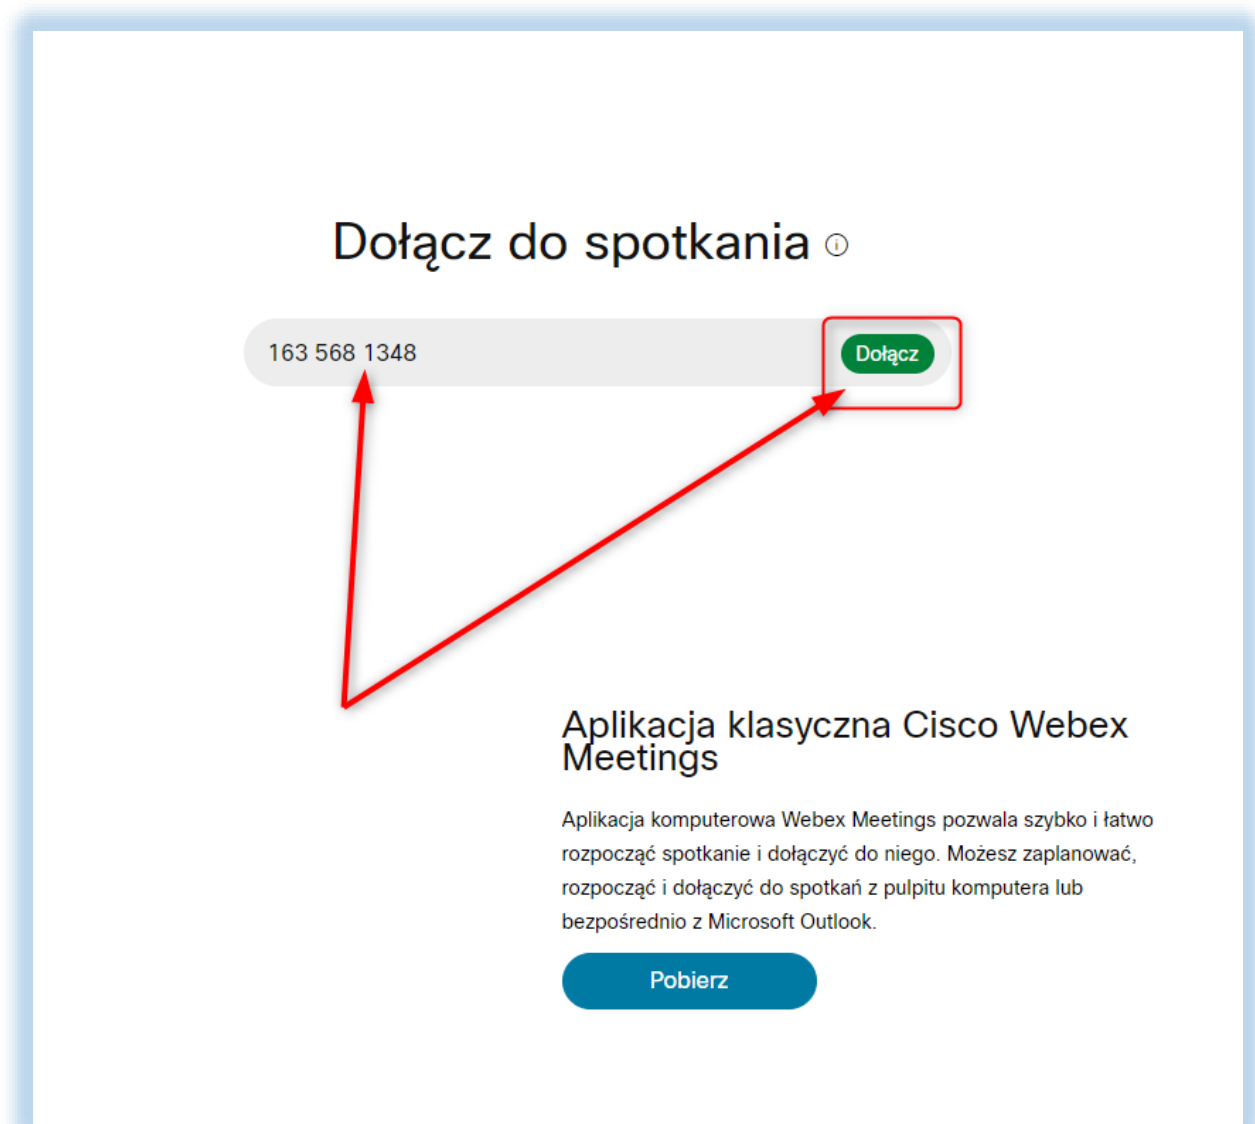 Dołącz do spotkania
163 568 1348
Dołącz
Aplikacja klasyczna Cisco Webex
Meetings
Aplikacja komputerowa Webex Meetings pozwala szybko i łatwo
rozpocząć spotkanie i dołączyć do niego. Możesz zaplanować,
rozpocząć i dołączyć do spotkań z pulpitu komputera lub
bezpośrednio z Microsoft Outlook.
Pobierz